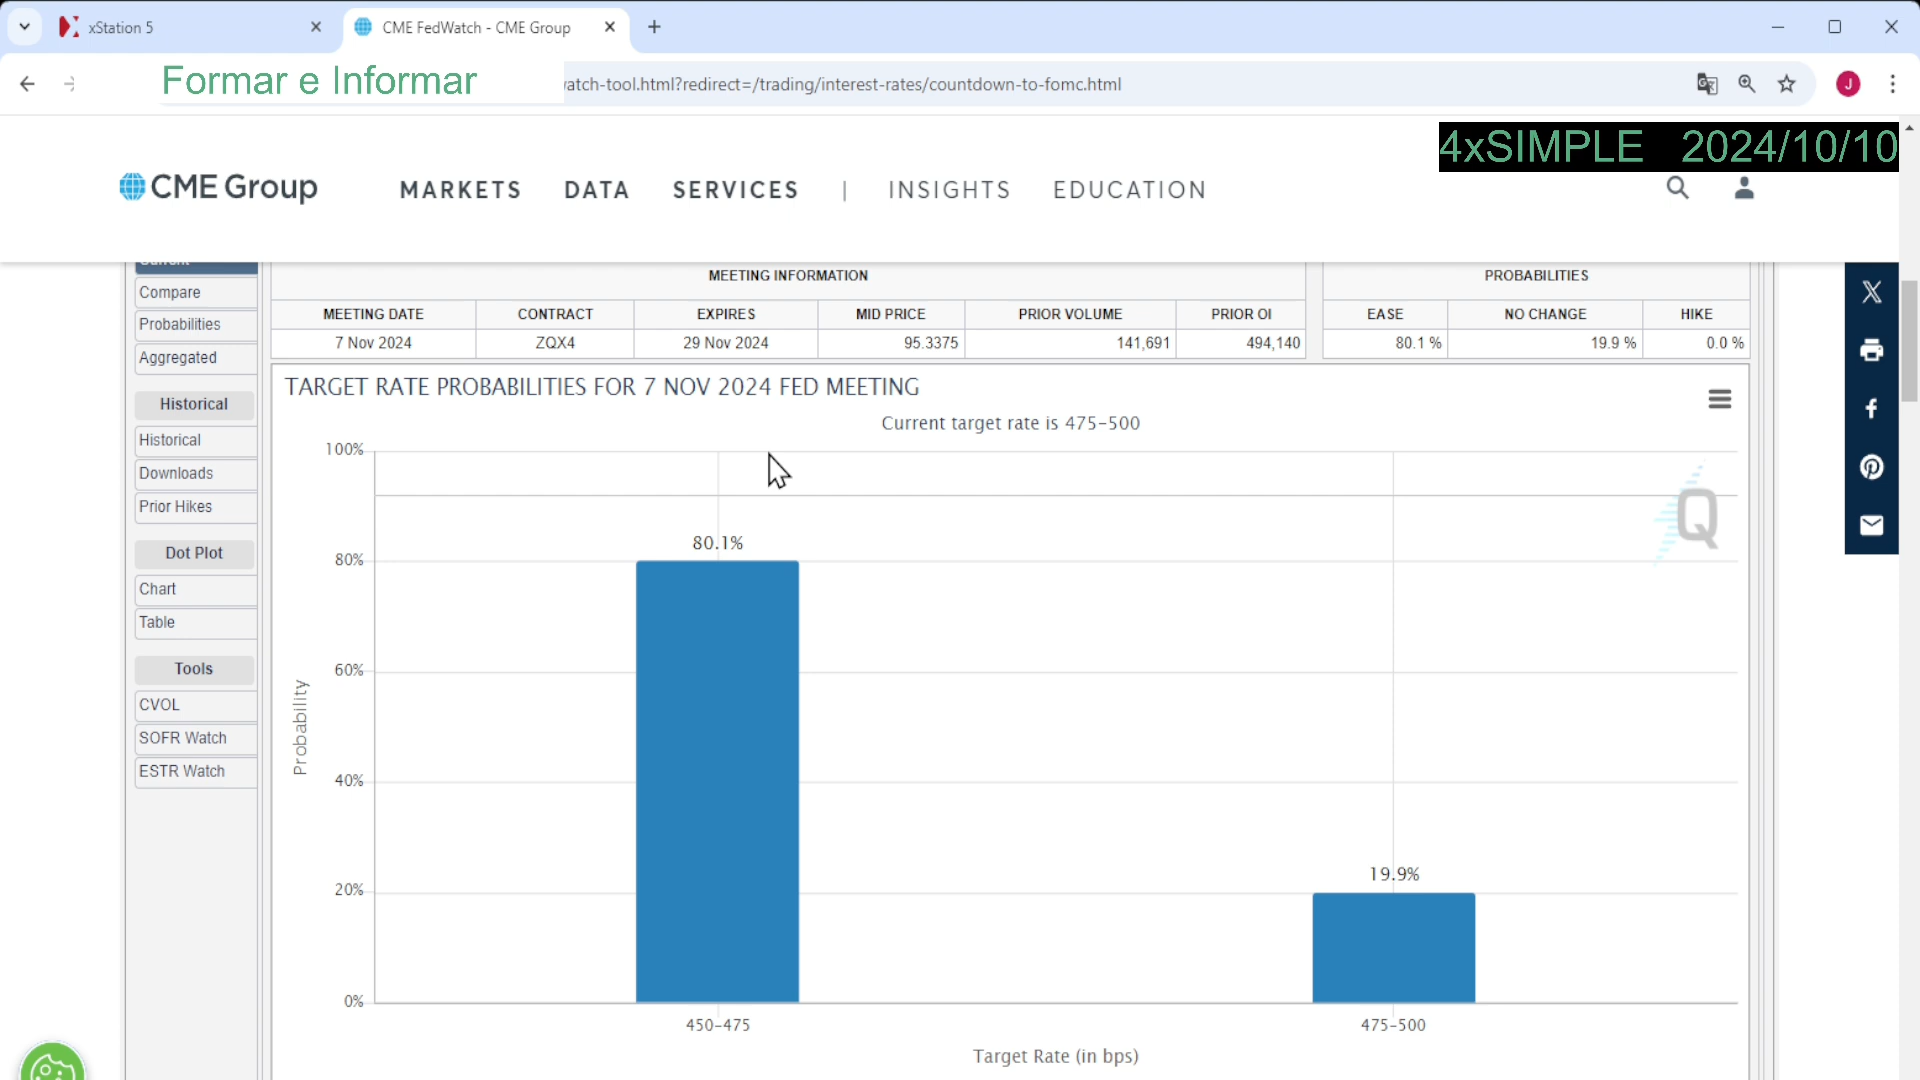 xStation 5
CME FedWatch - CME Group
Formar e Informar
atch-tool.html?redirect=/trading/interest-rates/countdown-to-fomc.html
J
4xSIMPLE 2024/10/10
CME Group
MARKETS DATA SERVICES | INSIGHTS EDUCATION
Current
Compare
Probabilities
Aggregated
Historical
Historical
Downloads
Prior Hikes
Dot Plot
Chart
Table
Tools
CVOL
SOFR Watch
ESTR Watch
MEETING INFORMATION
MEETING DATE CONTRACT EXPIRES MID PRICE PRIOR VOLUME PRIOR OI
7 Nov 2024 ZQX4 29 Nov 2024 95.3375 141,691 494,140
PROBABILITIES
EASE NO CHANGE HIKE
80.1 % 19.9 % 0.0 %
TARGET RATE PROBABILITIES FOR 7 NOV 2024 FED MEETING
Current target rate is 475-500
Probability
100%
80%
60%
40%
20%
0%
80.1%
19.9%
450-475
475-500
Target Rate (in bps)
Q